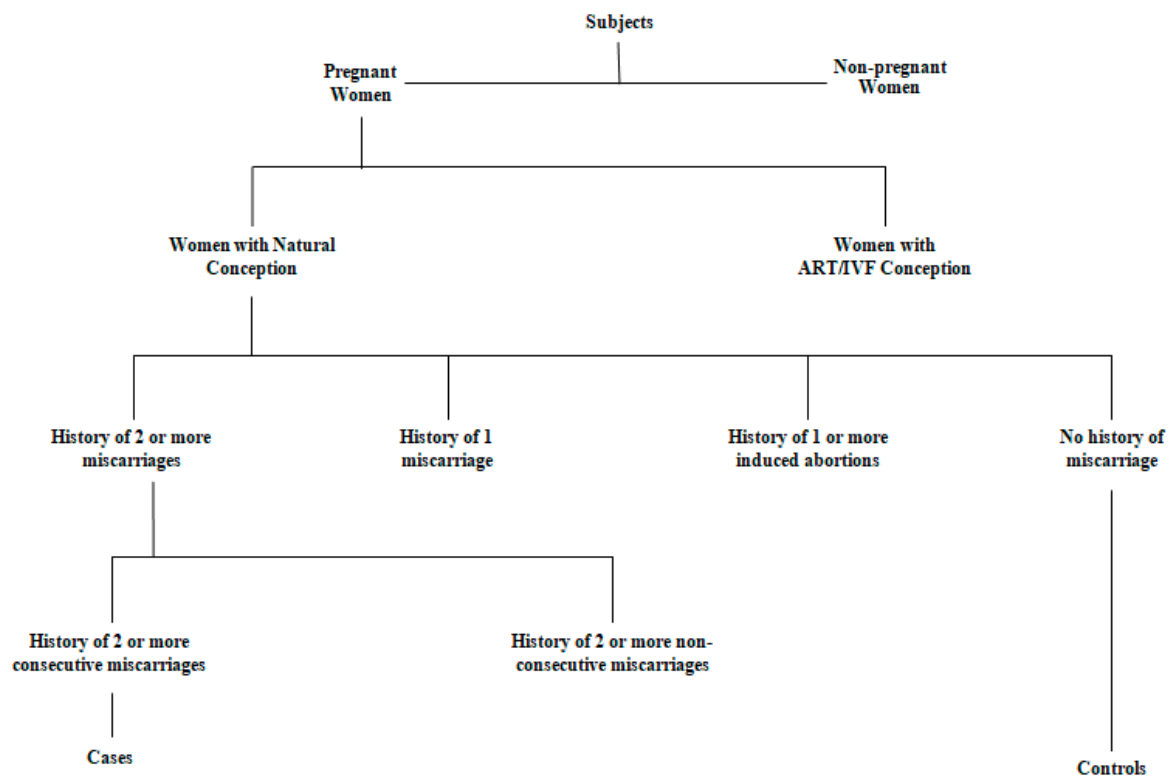 Subjects
Pregnant
Women
Non-pregnant
Women
Women with Natural
Conception
Women with
ART/IVF Conception
History of 2 or more
miscarriages
History of 1
miscarriage
History of 1 or more
induced abortions
No history of
miscarriage
History of 2 or more
consecutive miscarriages
History of 2 or more non-
consecutive miscarriages
Cases
Controls